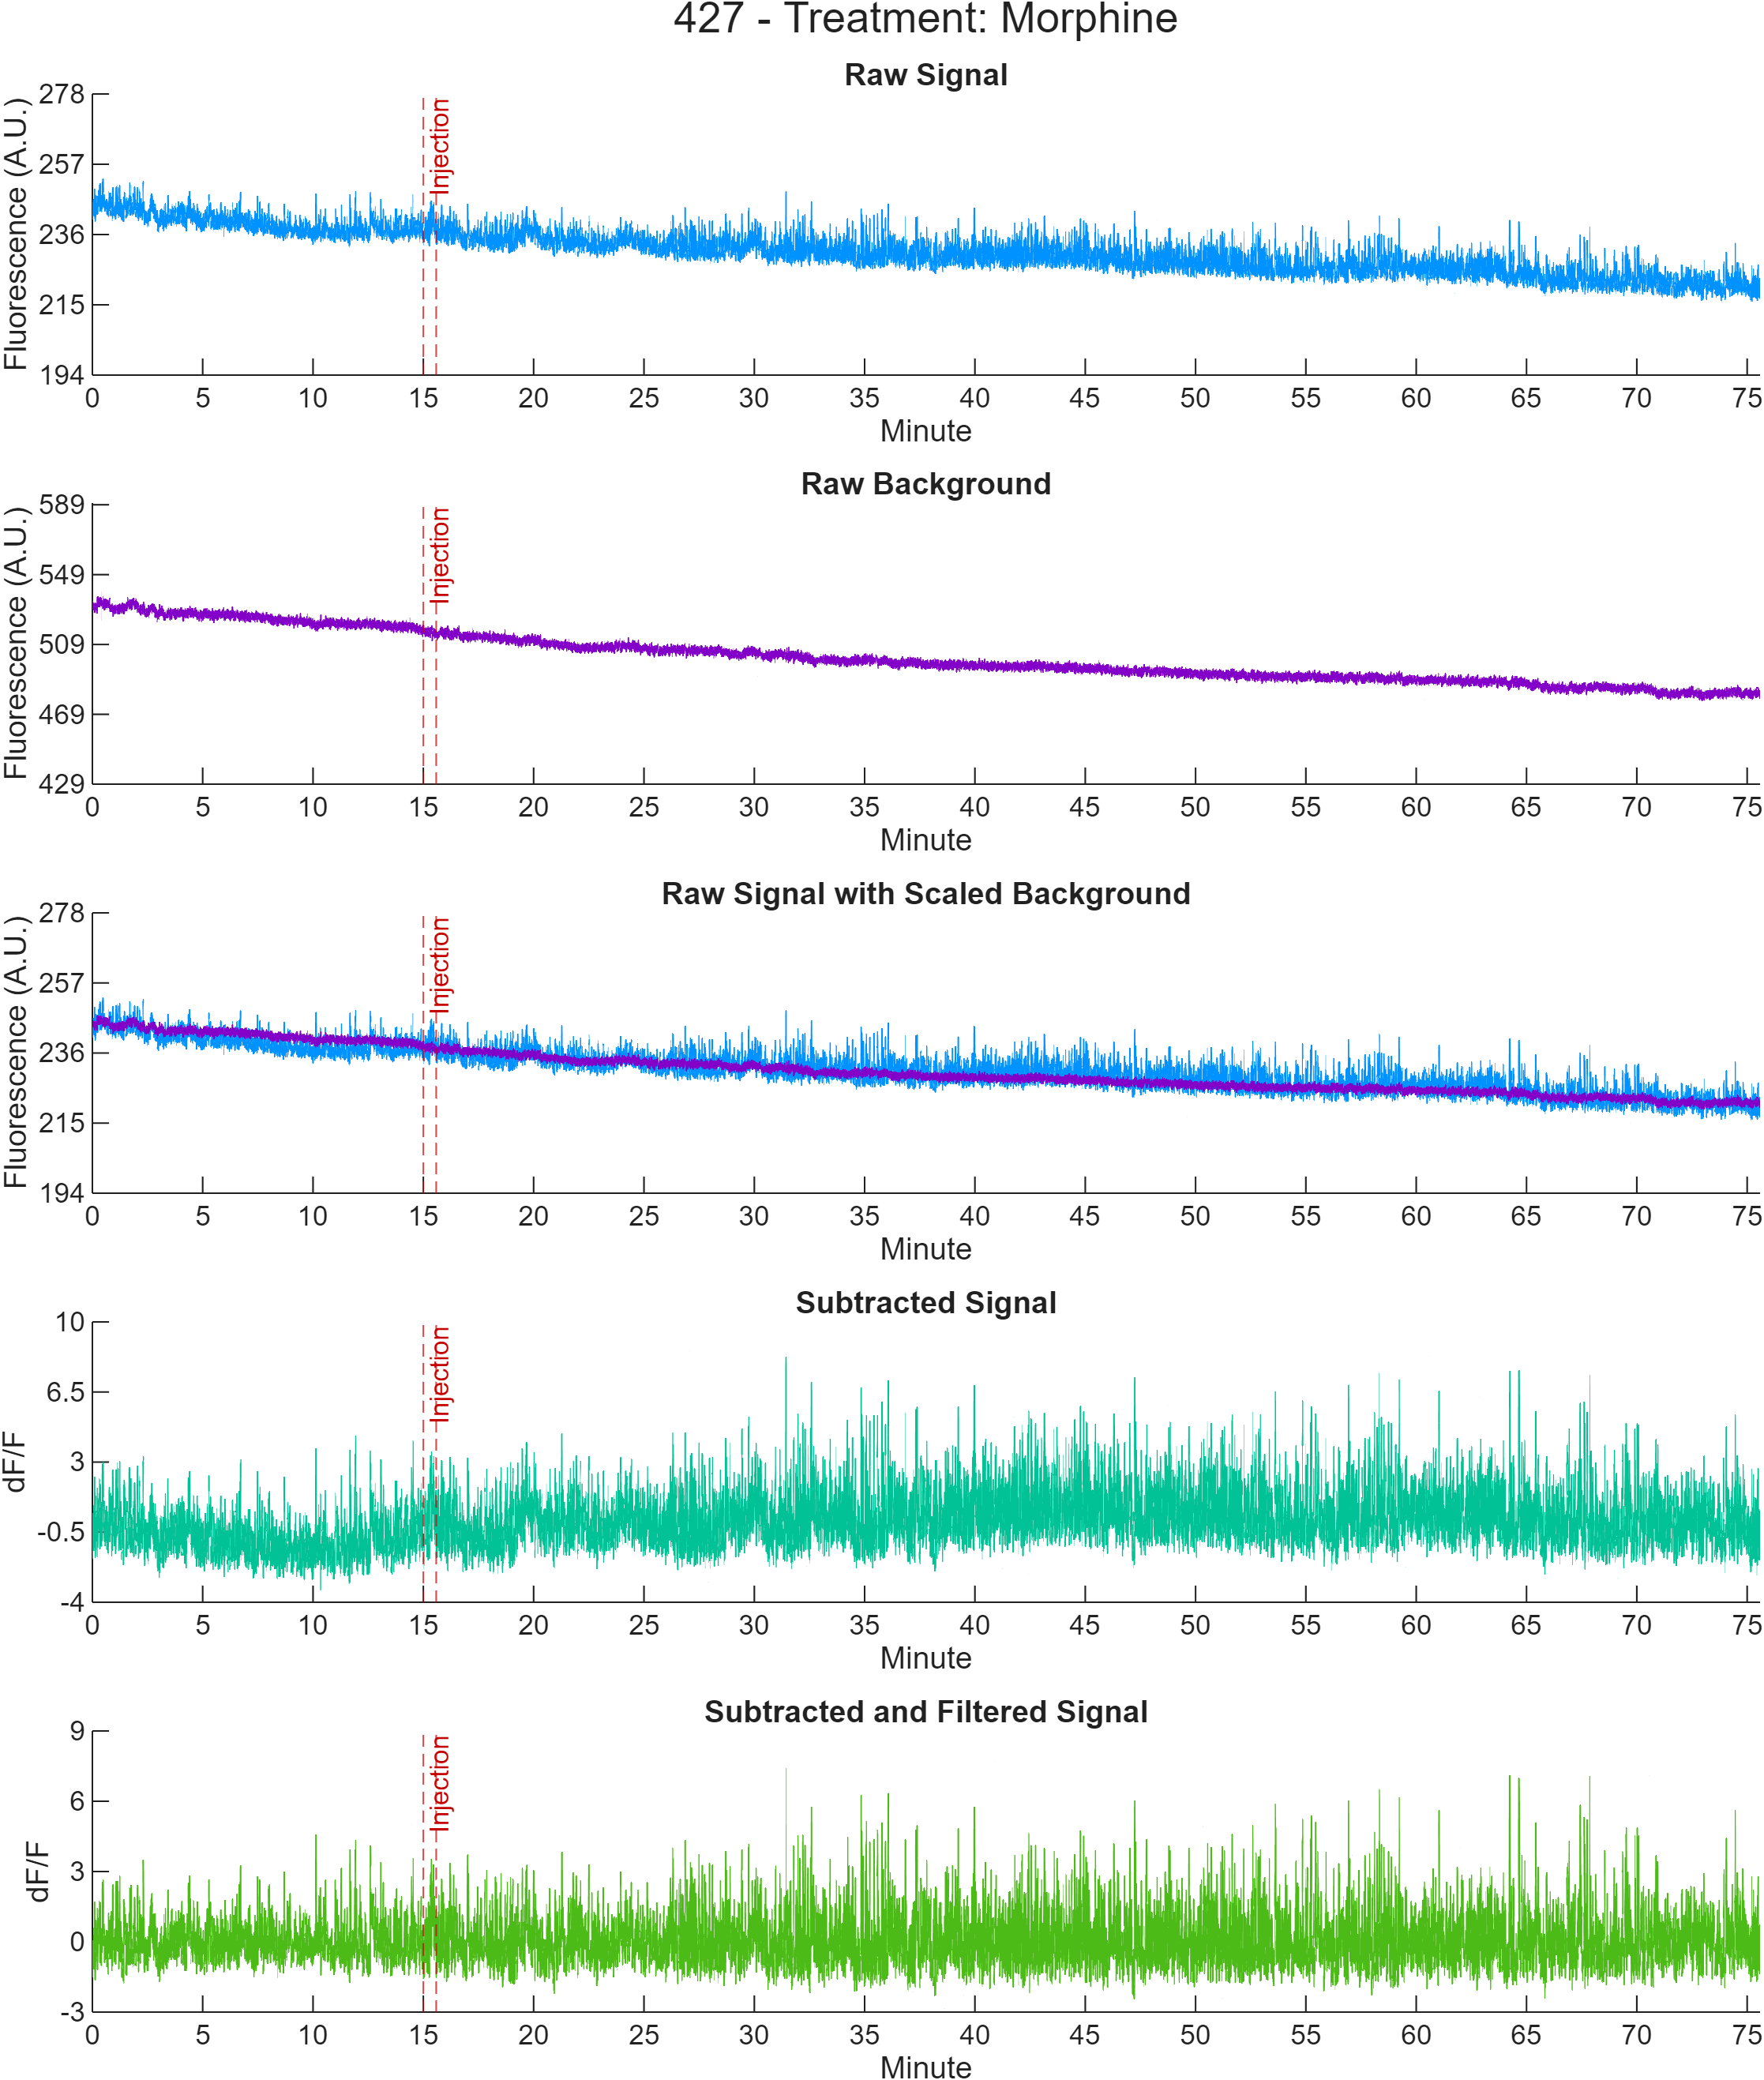 427 - Treatment: Morphine
Raw Signal
Fluorescence (A.U.)
278
257
236
215
194
Injection
0 5 10 15 20 25 30 35 40 45 50 55 60 65 70 75
Minute
Raw Background
Fluorescence (A.U.)
589
549
509
469
429
Injection
0 5 10 15 20 25 30 35 40 45 50 55 60 65 70 75
Minute
Raw Signal with Scaled Background
Fluorescence (A.U.)
278
257
236
215
194
Injection
0 5 10 15 20 25 30 35 40 45 50 55 60 65 70 75
Minute
Subtracted Signal
dF/F
10
6.5
3
-0.5
-4
Injection
0 5 10 15 20 25 30 35 40 45 50 55 60 65 70 75
Minute
Subtracted and Filtered Signal
dF/F
9
6
3
0
-3
Injection
0 5 10 15 20 25 30 35 40 45 50 55 60 65 70 75
Minute